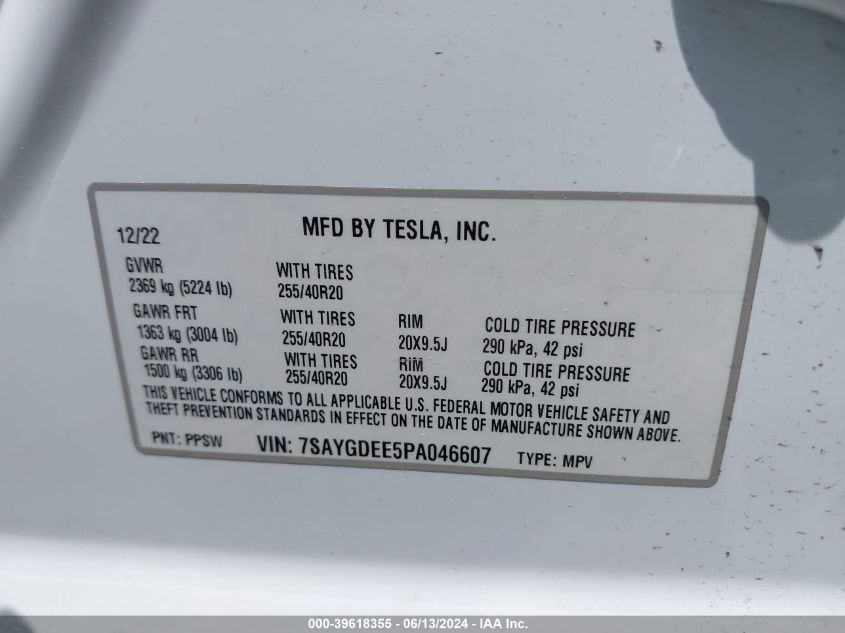 12/22 MFD BY TESLA, INC.
GVWR WITH TIRES
2369 kg (5224 lb) 255/40R20
GAWR FRT WITH TIRES RIM COLD TIRE PRESSURE
1363 kg (3004 lb) 255/40R20 20X9.5J 290 kPa, 42 psi
GAWR RR WITH TIRES RIM COLD TIRE PRESSURE
1500 kg (3306 lb) 255/40R20 20X9.5J 290 kPa, 42 psi
THIS VEHICLE CONFORMS TO ALL APPLICABLE U.S. FEDERAL MOTOR VEHICLE SAFETY AND
THEFT PREVENTION STANDARDS IN EFFECT ON THE DATE OF MANUFACTURE SHOWN ABOVE.
PNT: PPSW VIN: 7SAYGDEE5PA046607 TYPE: MPV
000-39618355 - 06/13/2024 - IAA Inc.